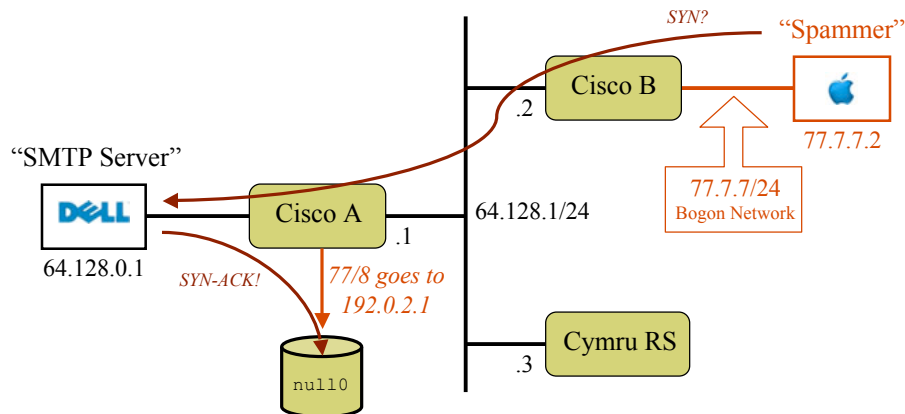 SYN?
“Spammer”
Cisco B
.2
77.7.7.2
“SMTP Server”
77.7.7/24
Bogon Network
DELL
Cisco A
64.128.1/24
.1
64.128.0.1
SYN-ACK!
77/8 goes to
192.0.2.1
Cymru RS
.3
null0